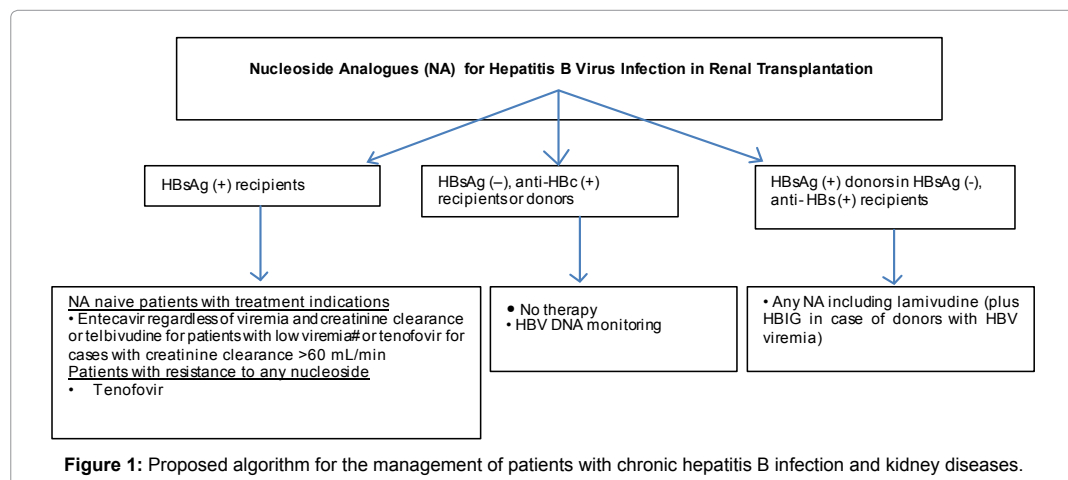 Nucleoside Analogues (NA) for Hepatitis B Virus Infection in Renal Transplantation
HBsAg (+) recipients
HBsAg (–), anti-HBc (+)
recipients or donors
HBsAg (+) donors in HBsAg (-),
anti- HBs (+) recipients
NA naive patients with treatment indications
• Entecavir regardless of viremia and creatinine clearance
or telbivudine for patients with low viremia# or tenofovir for
cases with creatinine clearance >60 mL/min
Patients with resistance to any nucleoside
• Tenofovir
• No therapy
• HBV DNA monitoring
• Any NA including lamivudine (plus
HBIG in case of donors with HBV
viremia)
Figure 1: Proposed algorithm for the management of patients with chronic hepatitis B infection and kidney diseases.